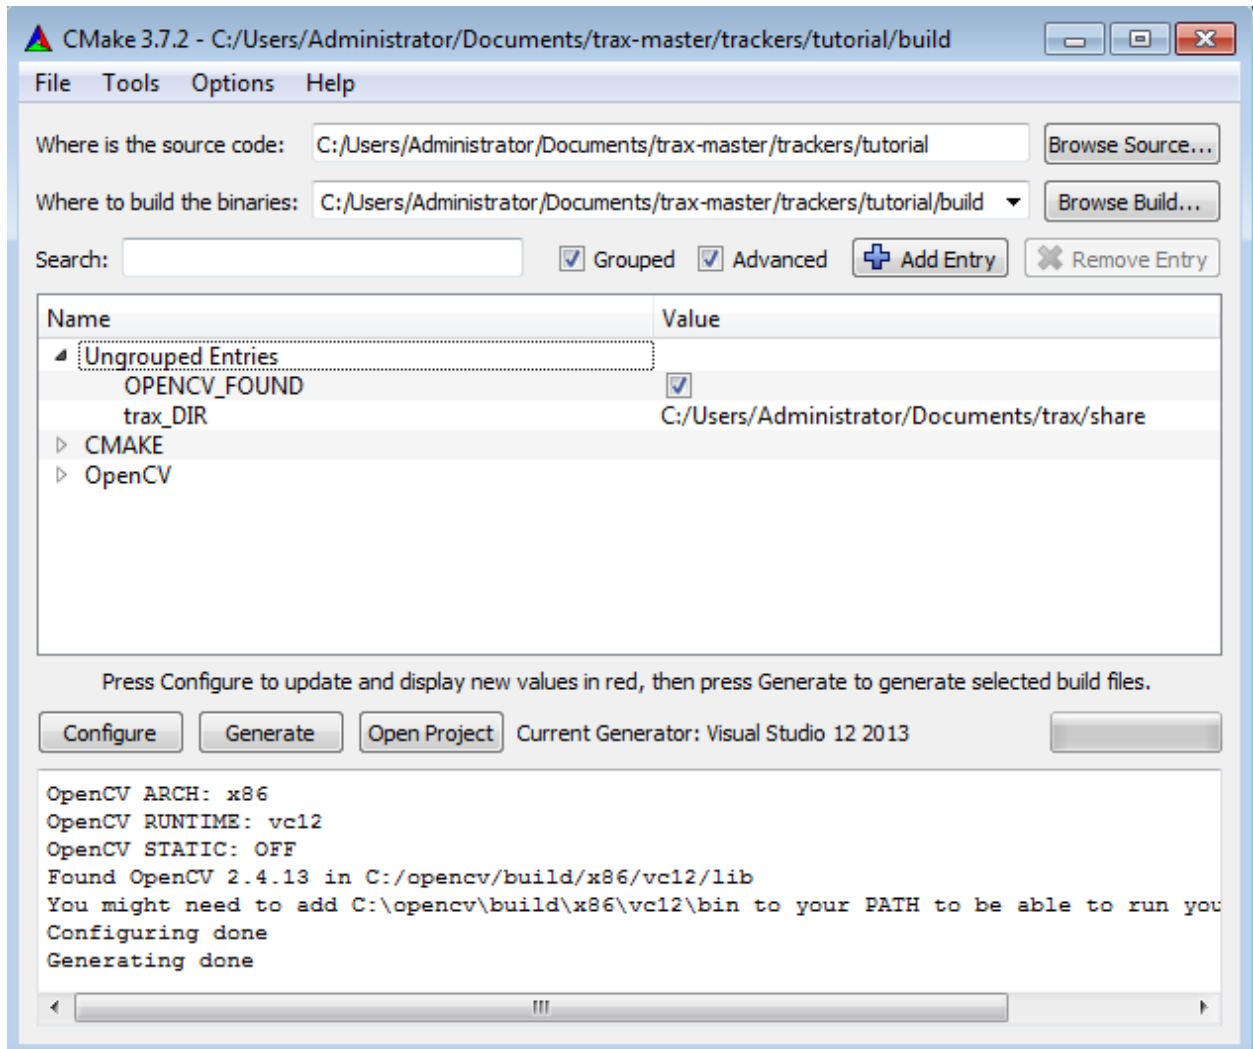 CMake 3.7.2 - C:/Users/Administrator/Documents/trax-master/trackers/tutorial/build
File Tools Options Help
Where is the source code: C:/Users/Administrator/Documents/trax-master/trackers/tutorial Browse Source...
Where to build the binaries: C:/Users/Administrator/Documents/trax-master/trackers/tutorial/build Browse Build...
Search: Grouped Advanced Add Entry Remove Entry
Name Value
Ungrouped Entries
OPENCV_FOUND
trax_DIR C:/Users/Administrator/Documents/trax/share
CMAKE
OpenCV
Press Configure to update and display new values in red, then press Generate to generate selected build files.
Configure Generate Open Project Current Generator: Visual Studio 12 2013
OpenCV ARCH: x86
OpenCV RUNTIME: vc12
OpenCV STATIC: OFF
Found OpenCV 2.4.13 in C:/opencv/build/x86/vc12/lib
You might need to add C:\opencv\build\x86\vc12\bin to your PATH to be able to run you
Configuring done
Generating done